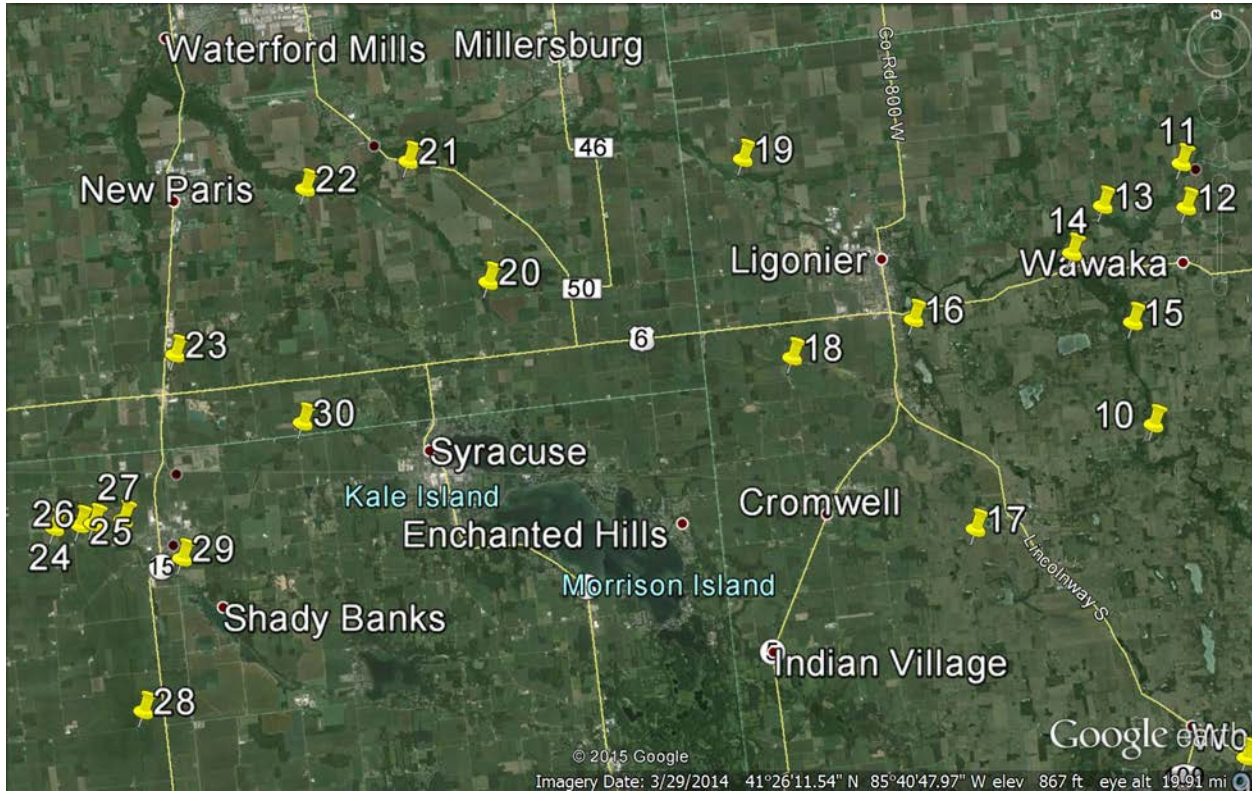 N
Waterford Mills
Millersburg
Co Rd 800 W
46
19
11
21
22
New Paris
13
12
14
Ligonier
Wawaka
20
50
16
15
6
23
18
30
10
Syracuse
27
Kale Island
Cromwell
26
25
Enchanted Hills
17
24
29
15
Morrison Island
Lincolnway S
Shady Banks
5
Indian Village
28
Google earth
© 2015 Google
Imagery Date: 3/29/2014 41°26'11.54" N 85°40'47.97" W elev 867 ft eye alt 19.91 mi